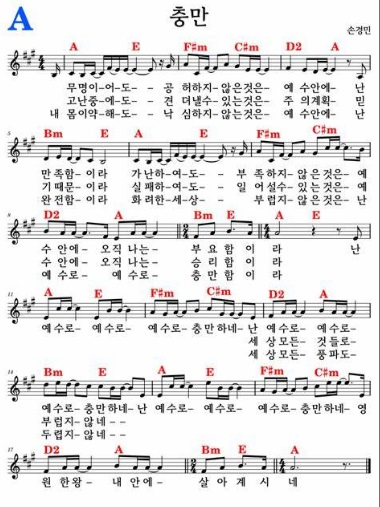 A
충만
손경민
A E F♯m C♯m D2 A
무명이-어-도- 공 허하지-않은것은- 예 수안에- 난
고난중-에-도- 견 뎌낼수-있는것은- 주 의계획- 믿
내 몸이약-해도- 낙 심하지-않은것은- 예 수안에- 난
5
Bm E A E F♯m C♯m
만 족함-이라 가 난하-여-도- 부 족하지-않은것은-예
기 때문-이라 실 패하-여-도- 일 어설수-있는것은-예
완 전함-이라 화 려한-세상- 부럽지-않은것은-예
8
D2 A Bm E A
수 안에- 오직 나는- 부 요 함 이 라 난
수 안에- 오직 나는- 승 리 함 이 라
예 수로- 예수로- 충 만 함 이 라
11
A E F♯m C♯m D2 A
예수로- 예수로- 예수로-충만하네-난 예수로- 예수로-
세 상모든- 것들로-
세 상모든- 풍파도-
14
Bm E A E F♯m C♯m
예수로-충만하네-난 예수로- 예수로- 예수로-충만하네-영
부 럽지-않네--
두 렵지-않네--
17
D2 A Bm E A
원 한왕- 내 안에- 살 아 계 시 네